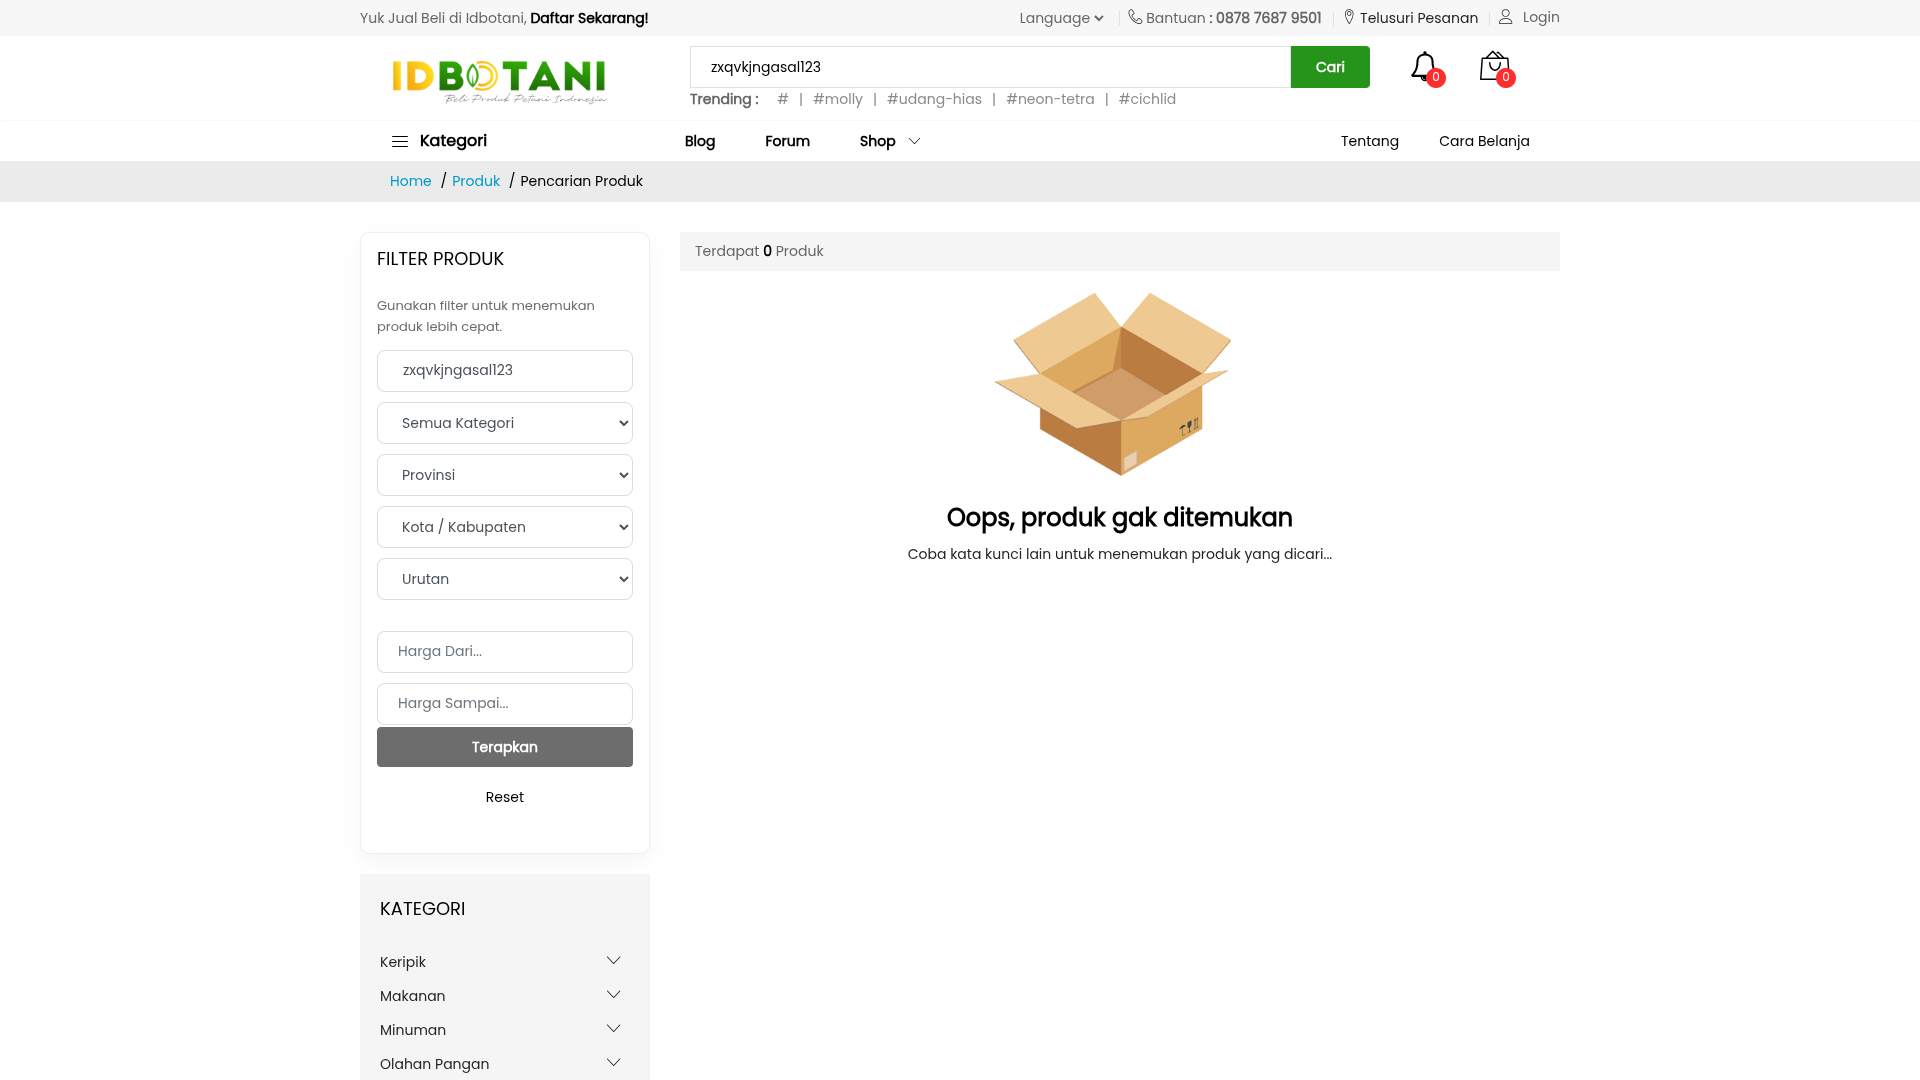 Yuk Jual Beli di Idbotani, Daftar Sekarang!
Language
Bantuan : 0878 7687 9501
Telusuri Pesanan
Login
IDBOTANI
Beli Produk Petani Indonesia
zxqvkjngasal123
Cari
0
0
Trending : # | #molly | #udang-hias | #neon-tetra | #cichlid
Kategori
Blog
Forum
Shop
Tentang
Cara Belanja
Home / Produk / Pencarian Produk
FILTER PRODUK
Gunakan filter untuk menemukan
produk lebih cepat.
zxqvkjngasal123
Semua Kategori
Provinsi
Kota / Kabupaten
Urutan
Harga Dari...
Harga Sampai...
Terapkan
Reset
Terdapat 0 Produk
Oops, produk gak ditemukan
Coba kata kunci lain untuk menemukan produk yang dicari...
KATEGORI
Keripik
Makanan
Minuman
Olahan Pangan